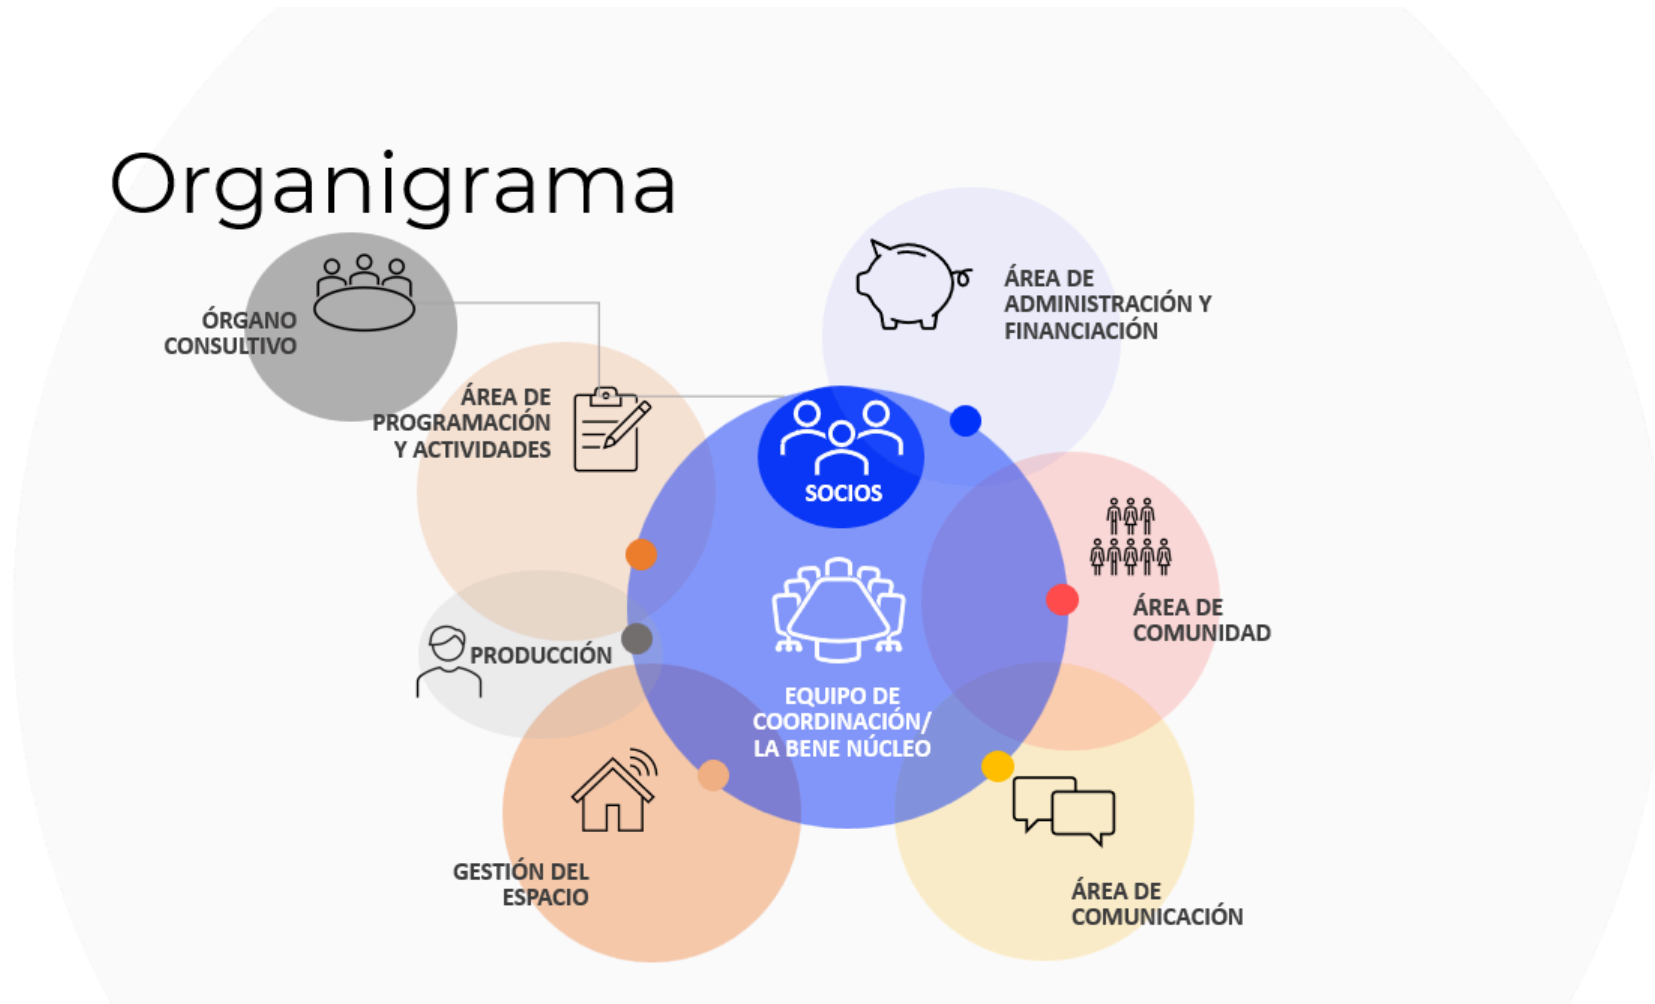 Organigrama
ÓRGANO
CONSULTIVO
ÁREA DE
ADMINISTRACIÓN Y
FINANCIACIÓN
ÁREA DE
PROGRAMACIÓN
Y ACTIVIDADES
SOCIOS
ÁREA DE
COMUNIDAD
PRODUCCIÓN
EQUIPO DE
COORDINACIÓN/
LA BENE NÚCLEO
GESTIÓN DEL
ESPACIO
ÁREA DE
COMUNICACIÓN